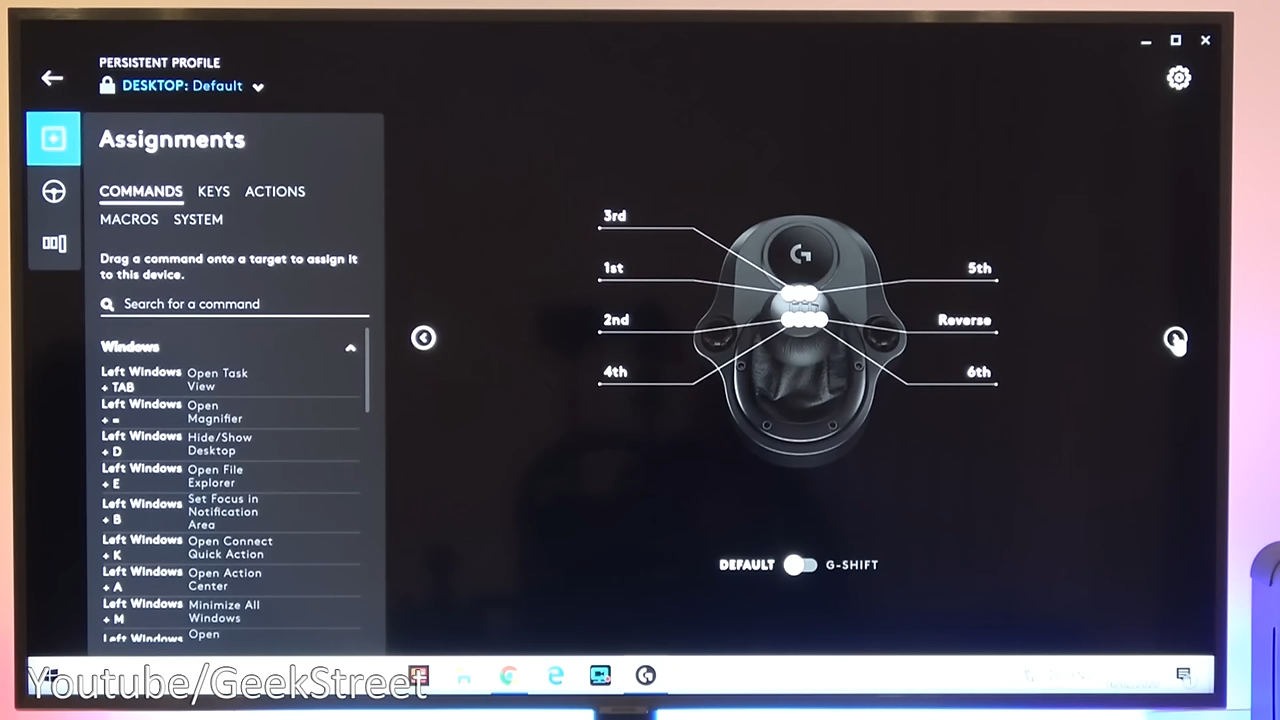 PERSISTENT PROFILE
DESKTOP: Default
Assignments
COMMANDS KEYS ACTIONS
MACROS SYSTEM
Drag a command onto a target to assign it
to this device.
Search for a command
Windows
Left Windows + TAB Open Task View
Left Windows + = Open Magnifier
Left Windows + D Hide/Show Desktop
Left Windows + E Open File Explorer
Left Windows + B Set Focus in Notification Area
Left Windows + K Open Connect Quick Action
Left Windows + A Open Action Center
Left Windows + M Minimize All Windows
Left Windows Open
3rd
1st
2nd
4th
5th
Reverse
6th
DEFAULT G-SHIFT
Youtube/GeekStreet